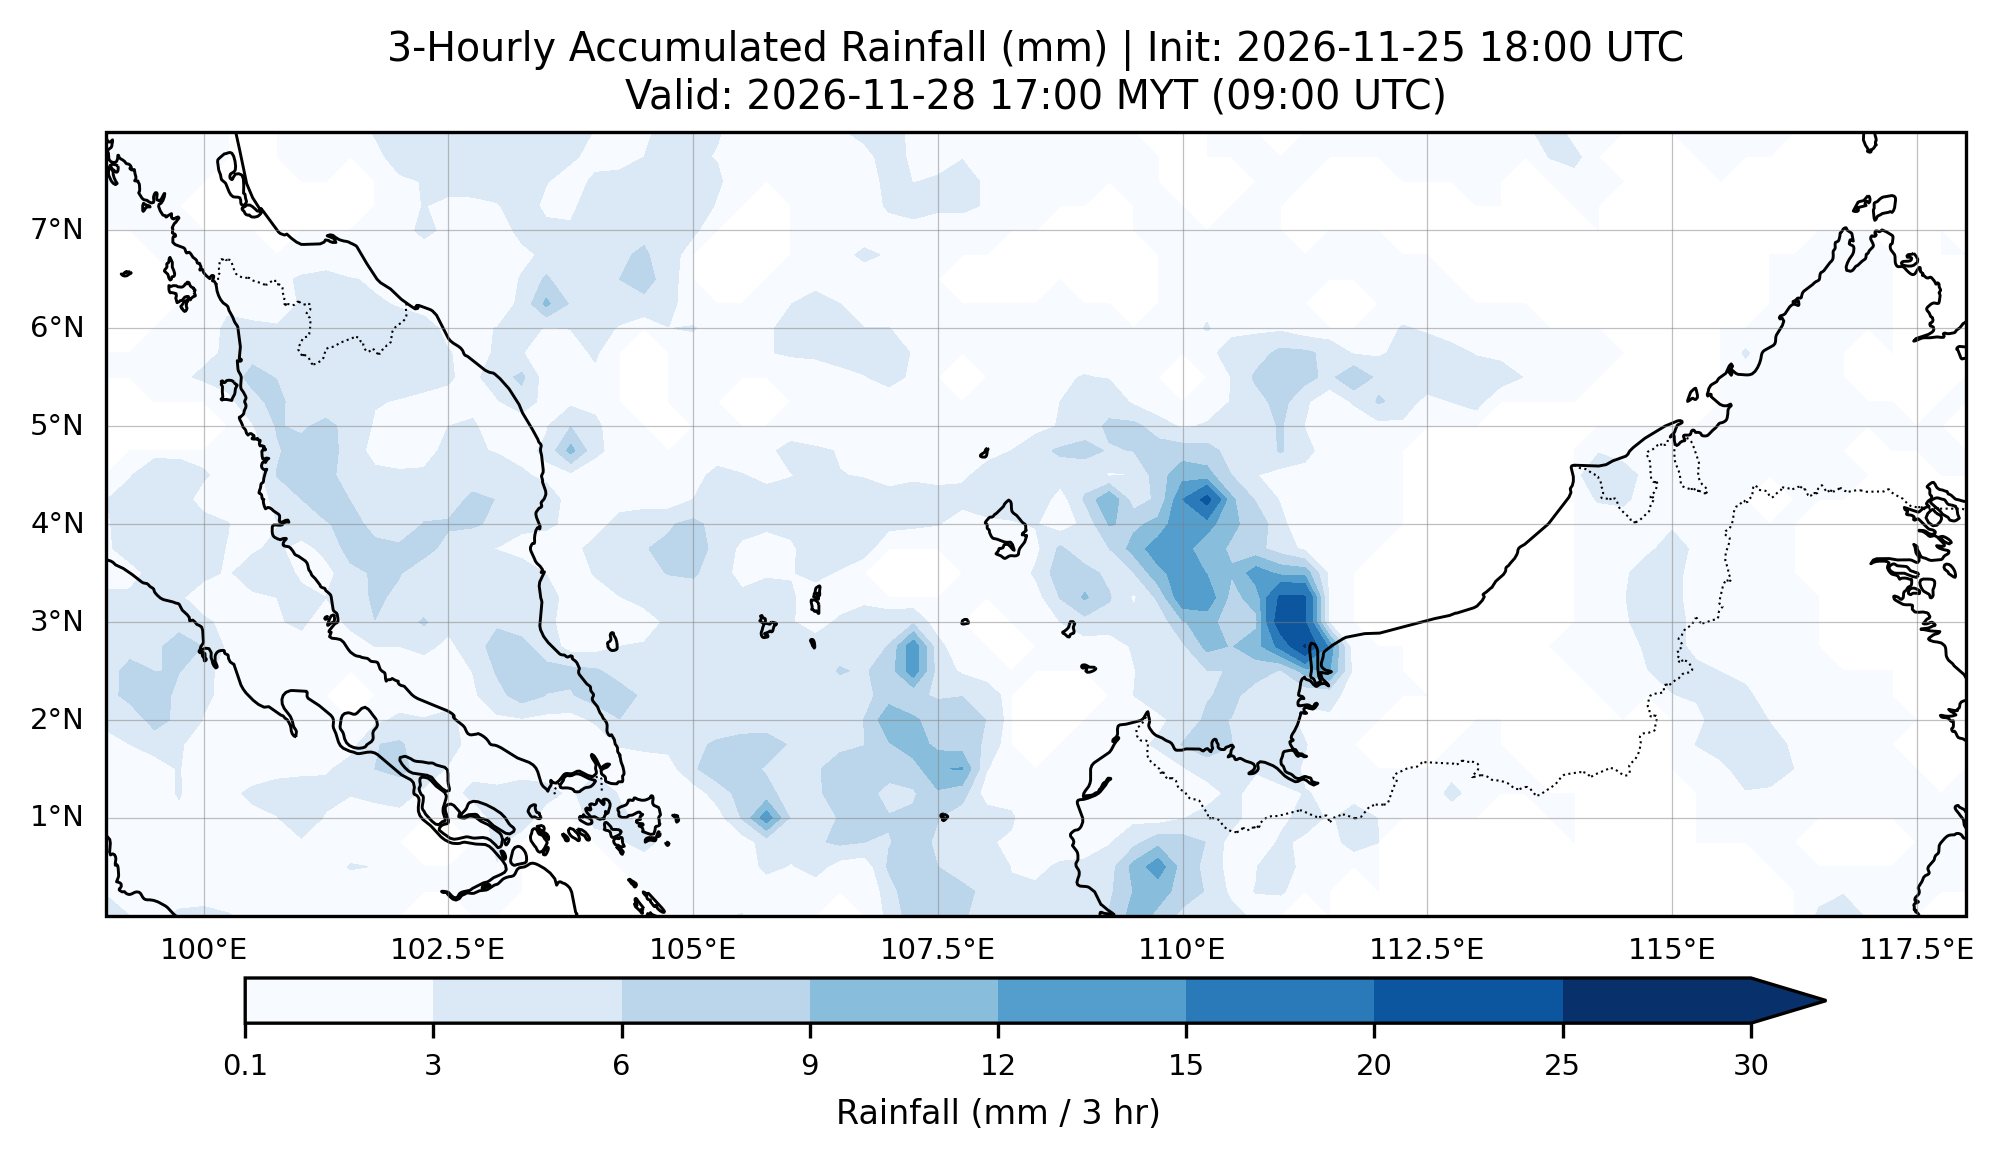 3-Hourly Accumulated Rainfall (mm) | Init: 2026-11-25 18:00 UTC
Valid: 2026-11-28 17:00 MYT (09:00 UTC)
7°N
6°N
5°N
4°N
3°N
2°N
1°N
100°E 102.5°E 105°E 107.5°E 110°E 112.5°E 115°E 117.5°E
0.1 3 6 9 12 15 20 25 30
Rainfall (mm / 3 hr)